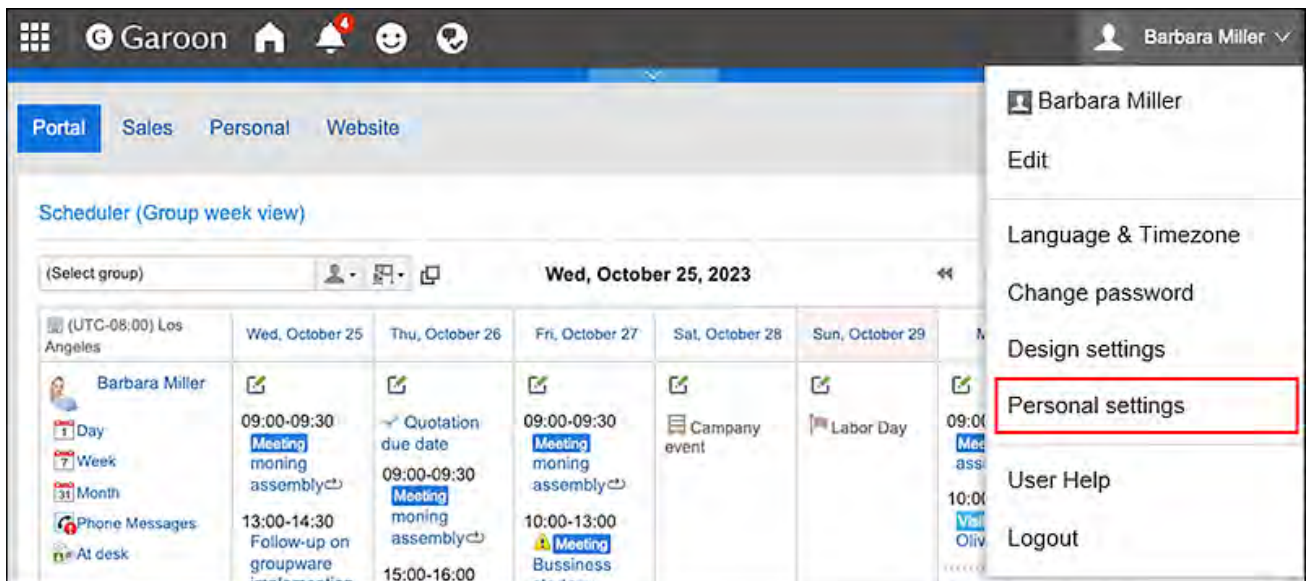 Garoon
4
Barbara Miller
Portal
Sales
Personal
Website
Barbara Miller
Edit
Language & Timezone
Change password
Design settings
Personal settings
User Help
Logout
Scheduler (Group week view)
(Select group)
Wed, October 25, 2023
(UTC-08:00) Los
Angeles
Wed, October 25
Thu, October 26
Fri, October 27
Sat, October 28
Sun, October 29
Barbara Miller
1 Day
7 Week
31 Month
Phone Messages
At desk
09:00-09:30
Meeting
moning
assembly
13:00-14:30
Follow-up on
groupware
Quotation
due date
09:00-09:30
Meeting
moning
assembly
15:00-16:00
09:00-09:30
Meeting
moning
assembly
10:00-13:00
Meeting
Bussiness
Campany
event
Labor Day